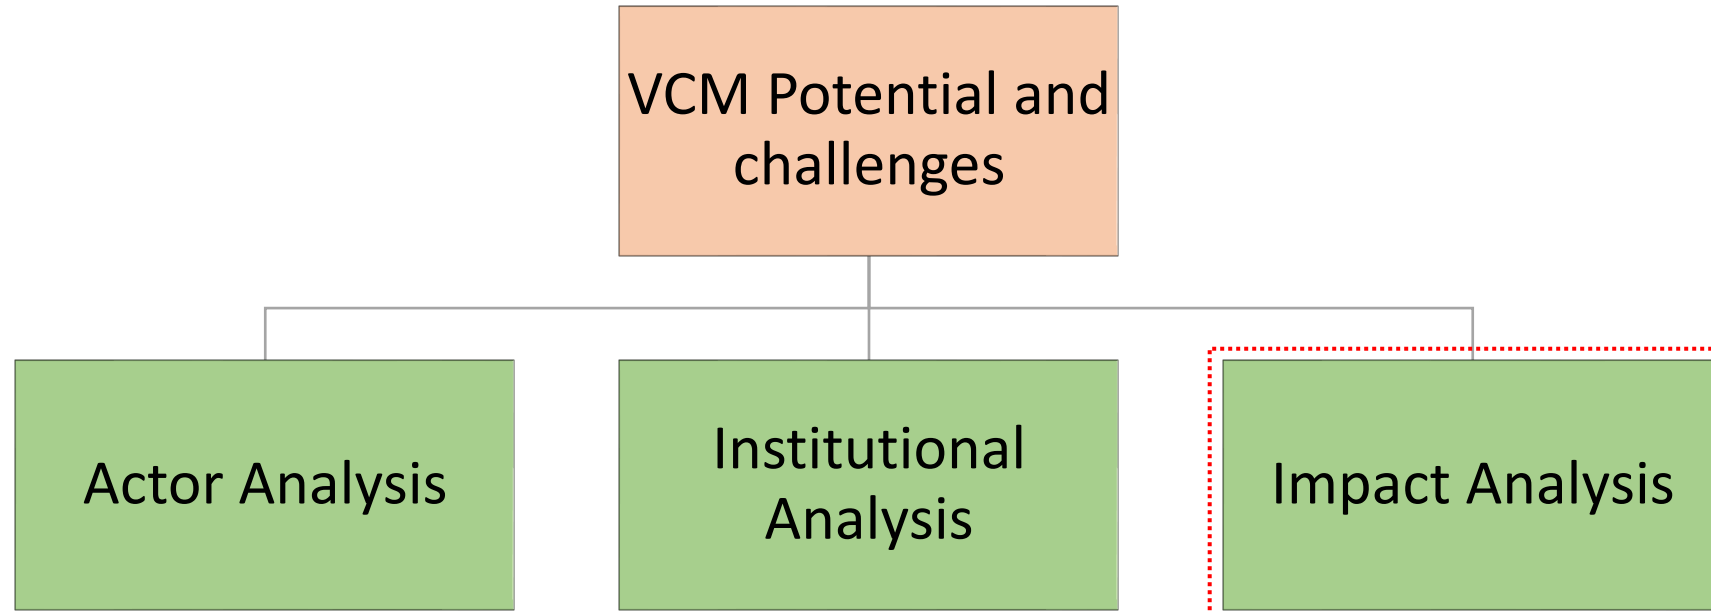 VCM Potential and
challenges
Actor Analysis
Institutional
Analysis
Impact Analysis